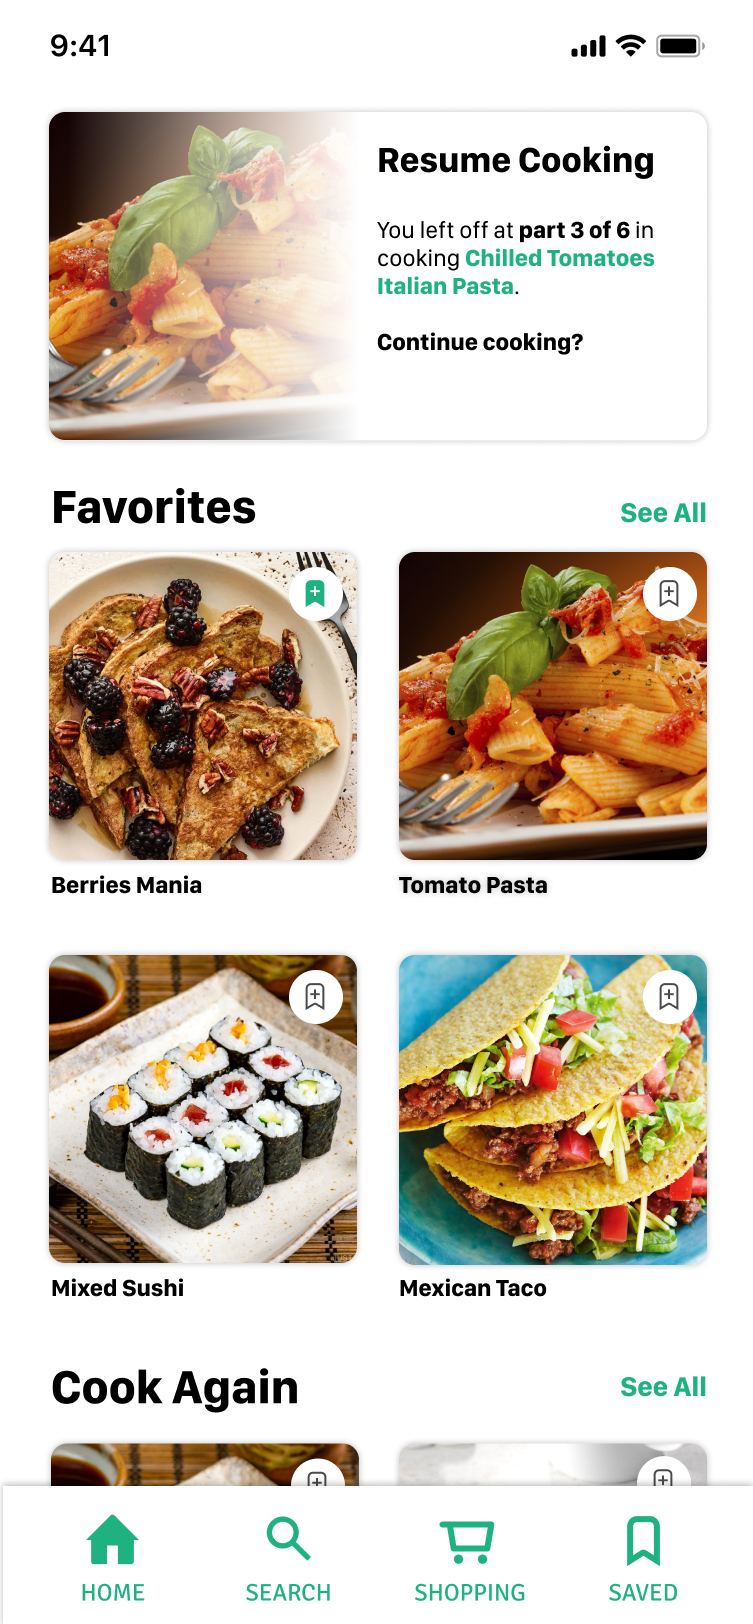 9:41
Resume Cooking
You left off at part 3 of 6 in
cooking Chilled Tomatoes
Italian Pasta.
Continue cooking?
Favorites
See All
Berries Mania
Tomato Pasta
Mixed Sushi
Mexican Taco
Cook Again
See All
HOME
SEARCH
SHOPPING
SAVED